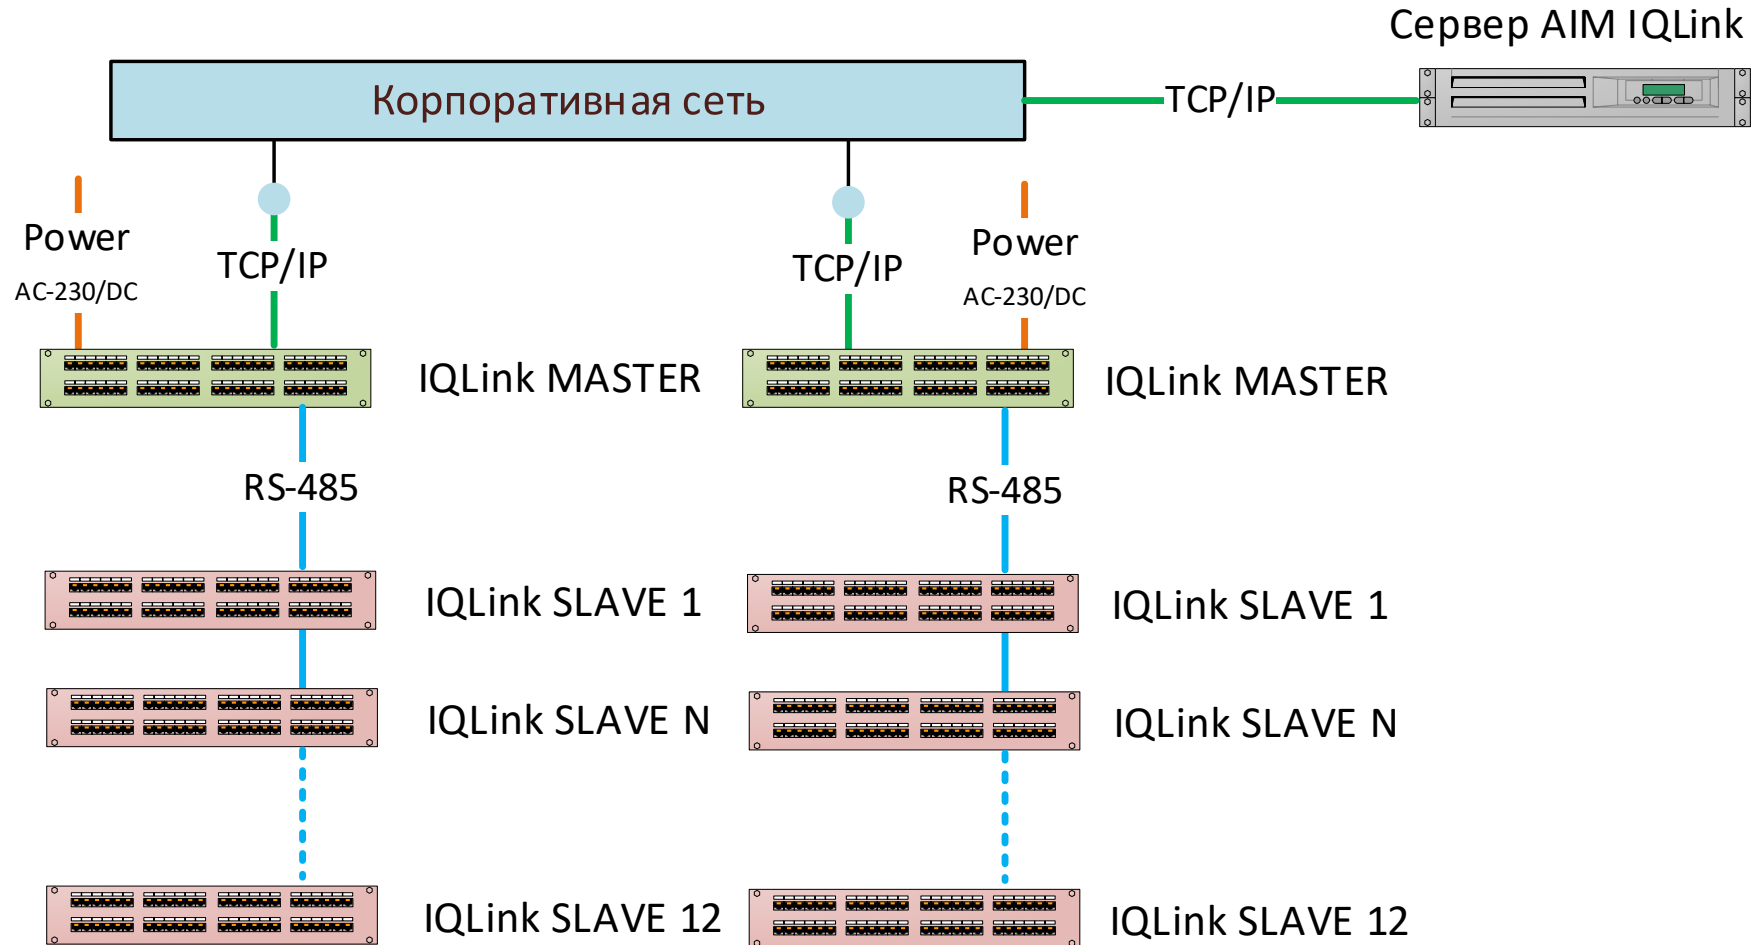 Сервер AIM IQLink
Корпоративная сеть
TCP/IP
Power
AC-230/DC
TCP/IP
TCP/IP
Power
AC-230/DC
IQLink MASTER
IQLink MASTER
RS-485
RS-485
IQLink SLAVE 1
IQLink SLAVE 1
IQLink SLAVE N
IQLink SLAVE N
IQLink SLAVE 12
IQLink SLAVE 12